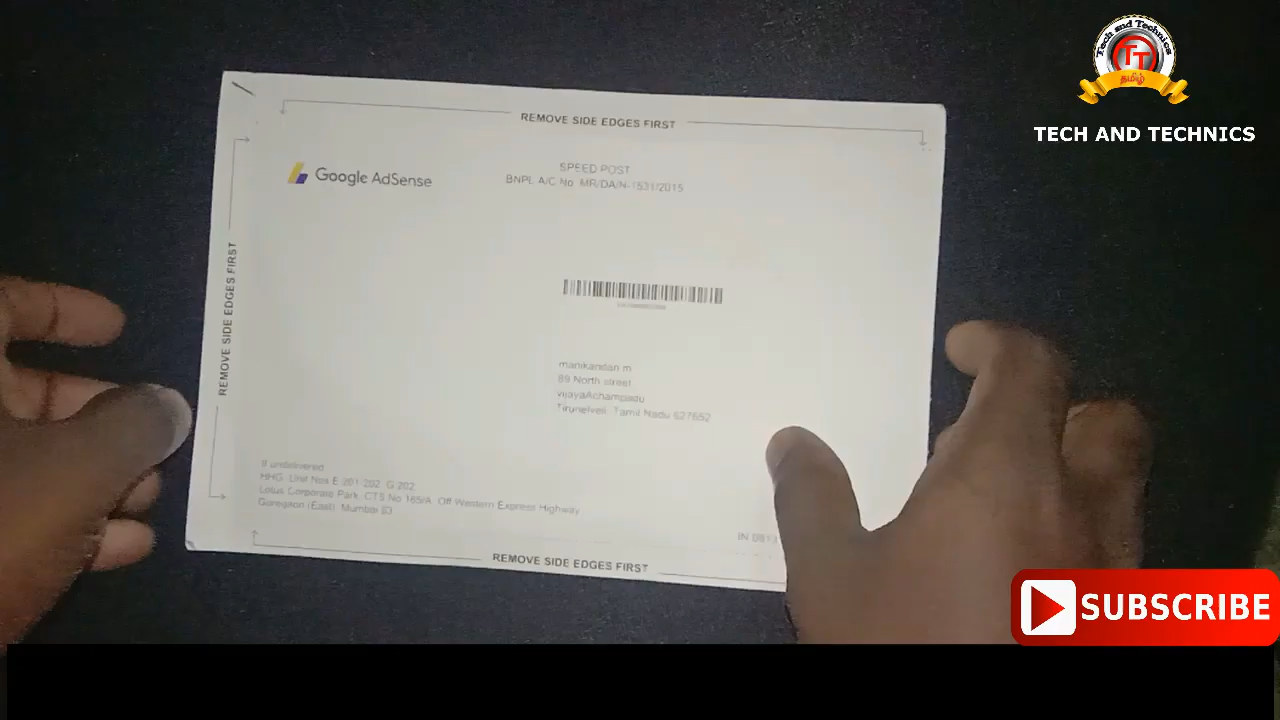 Tech and Technics
TT
தமிழ்
TECH AND TECHNICS
REMOVE SIDE EDGES FIRST
REMOVE SIDE EDGES FIRST
Google AdSense
SPEED POST
BNPL A/C No. MR/DA/N-1531/2015
manikandan m
89 North street
vijayaAchampadu
Tirunelveli, Tamil Nadu 627652
If undelivered
HHG, Unit Nos E 201-202, G 202
Lotus Corporate Park, CTS No 185/A, Off Western Express Highway
Goregaon (East), Mumbai
IN
REMOVE SIDE EDGES FIRST
SUBSCRIBE